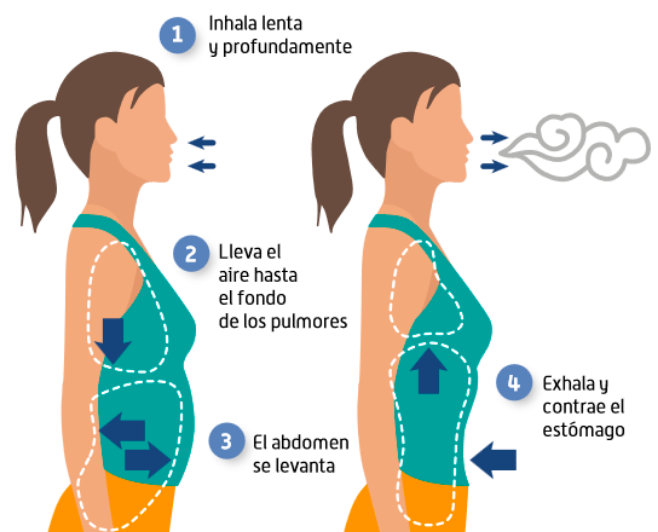 1
Inhala lenta
y profundamente
2
Lleva el
aire hasta
el fondo
de los pulmores
3
El abdomen
se levanta
4
Exhala y
contrae el
estómago